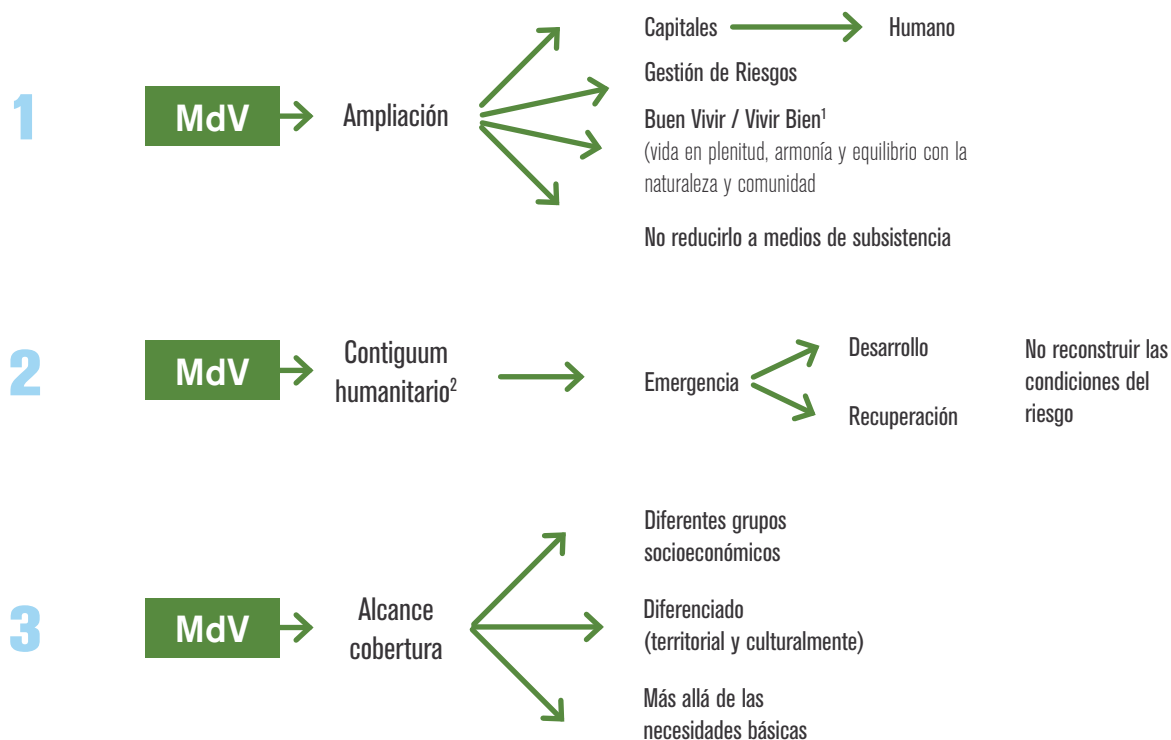 1
MdV
Ampliación
Capitales
Humano
Gestión de Riesgos
Buen Vivir / Vivir Bien¹
(vida en plenitud, armonía y equilibrio con la
naturaleza y comunidad
No reducirlo a medios de subsistencia
2
MdV
Contiguum
humanitario²
Emergencia
Desarrollo
Recuperación
No reconstruir las
condiciones del
riesgo
3
MdV
Alcance
cobertura
Diferentes grupos
socioeconómicos
Diferenciado
(territorial y culturalmente)
Más allá de las
necesidades básicas